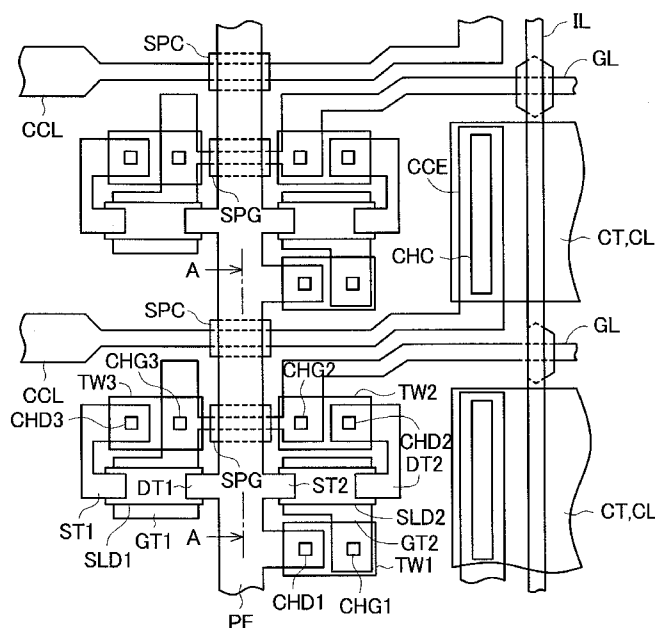 IL
SPC
GL
CCL
CCE
SPG
CT,CL
CHC
A
SPC
GL
CHG3
CCL
TW3
CHG2
TW2
CHD3
CHD2
DT2
DT1
SPG
ST2
ST1
CT,CL
SLD1
SLD2
GT1
A
GT2
TW1
CHD1
CHG1
PF